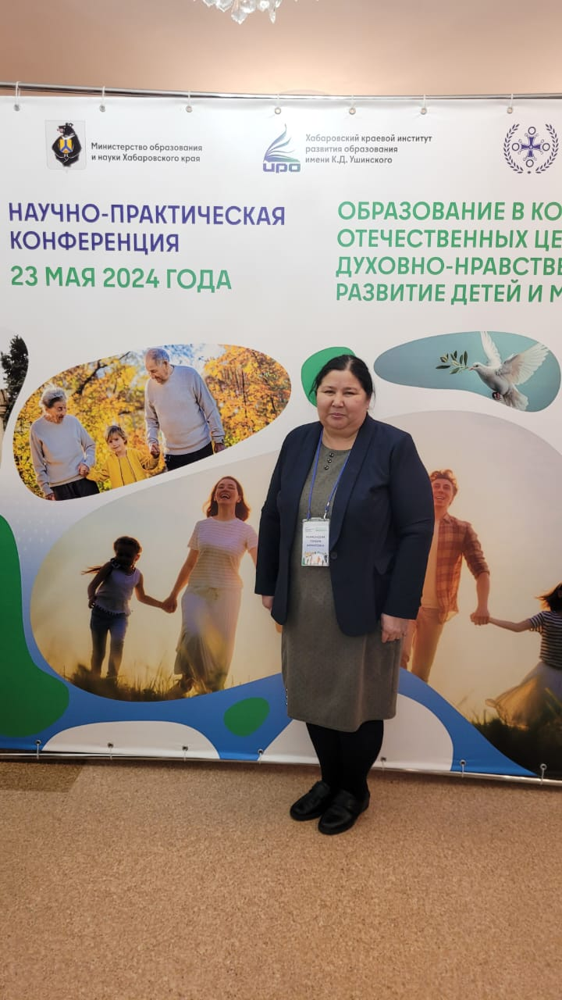 Министерство образования
и науки Хабаровского края
ИРО
Хабаровский краевой институт
развития образования
имени К.Д. Ушинского
НАУЧНО-ПРАКТИЧЕСКАЯ
КОНФЕРЕНЦИЯ
23 МАЯ 2024 ГОДА
ОБРАЗОВАНИЕ В КО
ОТЕЧЕСТВЕННЫХ ЦЕ
ДУХОВНО-НРАВСТВЕ
РАЗВИТИЕ ДЕТЕЙ И М